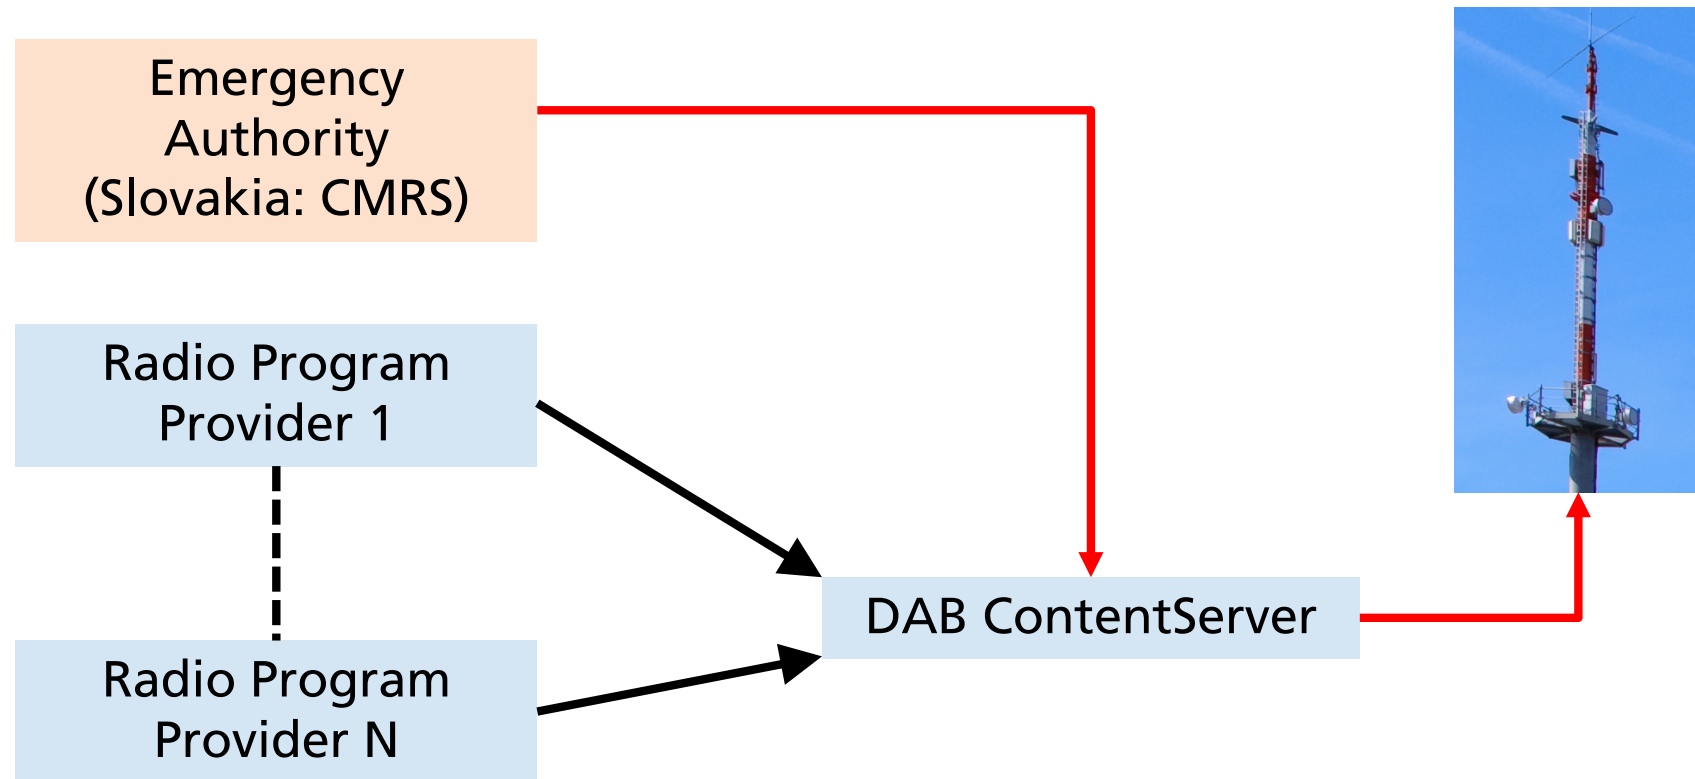 Emergency
Authority
(Slovakia: CMRS)
Radio Program
Provider 1
DAB ContentServer
Radio Program
Provider N